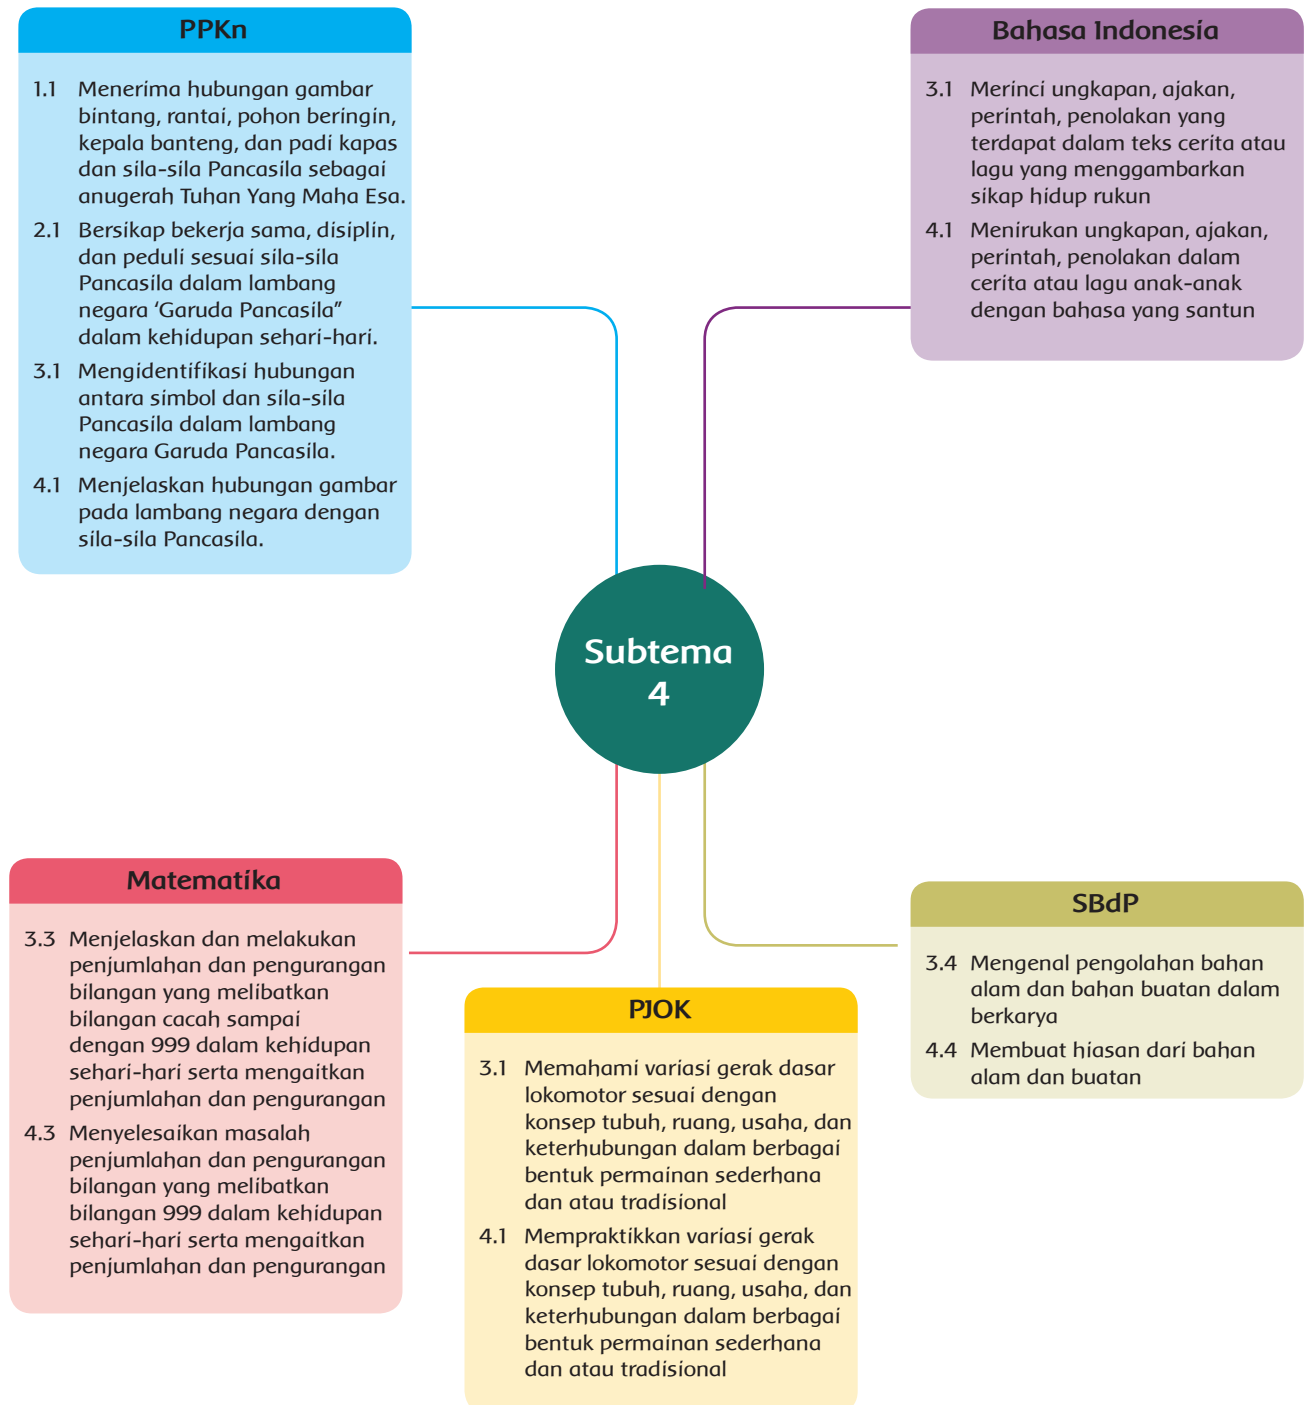 PPKn
1.1 Menerima hubungan gambar
bintang, rantai, pohon beringin,
kepala banteng, dan padi kapas
dan sila-sila Pancasila sebagai
anugerah Tuhan Yang Maha Esa.
2.1 Bersikap bekerja sama, disiplin,
dan peduli sesuai sila-sila
Pancasila dalam lambang
negara ‘Garuda Pancasila”
dalam kehidupan sehari-hari.
3.1 Mengidentifikasi hubungan
antara simbol dan sila-sila
Pancasila dalam lambang
negara Garuda Pancasila.
4.1 Menjelaskan hubungan gambar
pada lambang negara dengan
sila-sila Pancasila.
Bahasa Indonesia
3.1 Merinci ungkapan, ajakan,
perintah, penolakan yang
terdapat dalam teks cerita atau
lagu yang menggambarkan
sikap hidup rukun
4.1 Menirukan ungkapan, ajakan,
perintah, penolakan dalam
cerita atau lagu anak-anak
dengan bahasa yang santun
Subtema
4
Matematika
3.3 Menjelaskan dan melakukan
penjumlahan dan pengurangan
bilangan yang melibatkan
bilangan cacah sampai
dengan 999 dalam kehidupan
sehari-hari serta mengaitkan
penjumlahan dan pengurangan
4.3 Menyelesaikan masalah
penjumlahan dan pengurangan
bilangan yang melibatkan
bilangan 999 dalam kehidupan
sehari-hari serta mengaitkan
penjumlahan dan pengurangan
PJOK
3.1 Memahami variasi gerak dasar
lokomotor sesuai dengan
konsep tubuh, ruang, usaha, dan
keterhubungan dalam berbagai
bentuk permainan sederhana
dan atau tradisional
4.1 Mempraktikkan variasi gerak
dasar lokomotor sesuai dengan
konsep tubuh, ruang, usaha, dan
keterhubungan dalam berbagai
bentuk permainan sederhana
dan atau tradisional
SBdP
3.4 Mengenal pengolahan bahan
alam dan bahan buatan dalam
berkarya
4.4 Membuat hiasan dari bahan
alam dan buatan